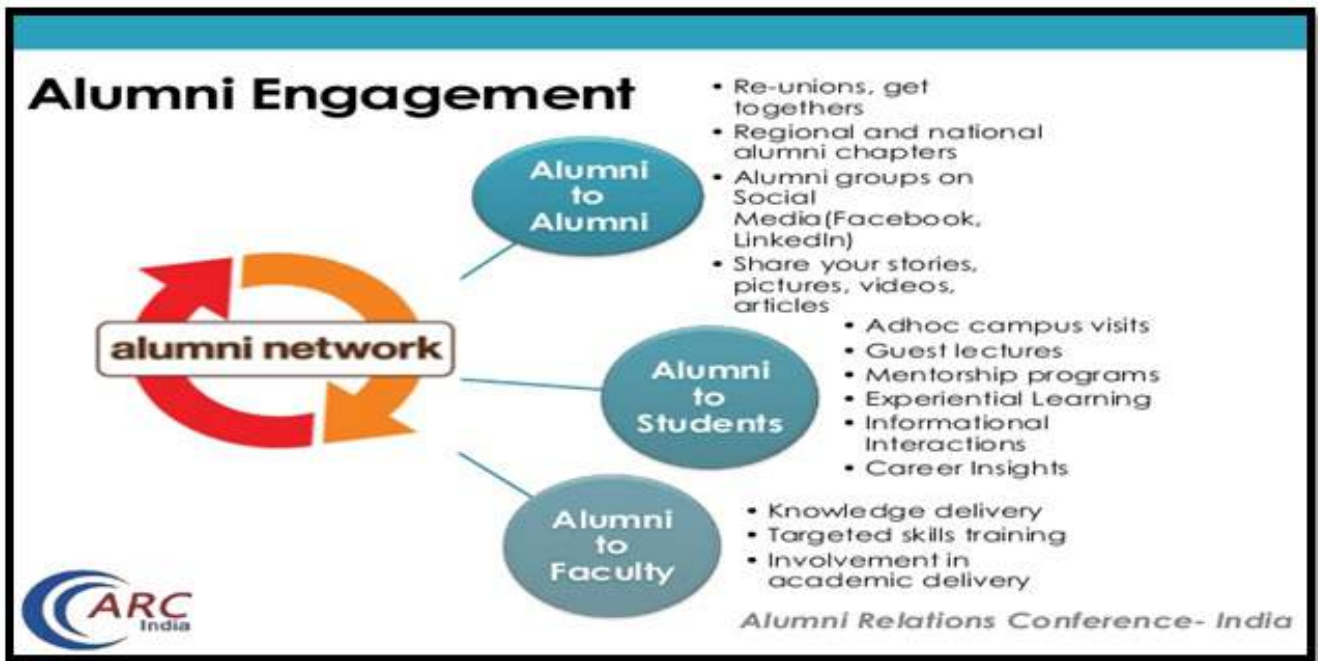 Alumni Engagement
alumni network
Alumni
to
Alumni
• Re-unions, get
togethers
• Regional and national
alumni chapters
• Alumni groups on
Social
Media(Facebook,
LinkedIn)
• Share your stories,
pictures, videos,
articles
Alumni
to
Students
• Adhoc campus visits
• Guest lectures
• Mentorship programs
• Experiential Learning
• Informational
Interactions
• Career Insights
Alumni
to
Faculty
• Knowledge delivery
• Targeted skills training
• Involvement in
academic delivery
ARC
India
Alumni Relations Conference- India